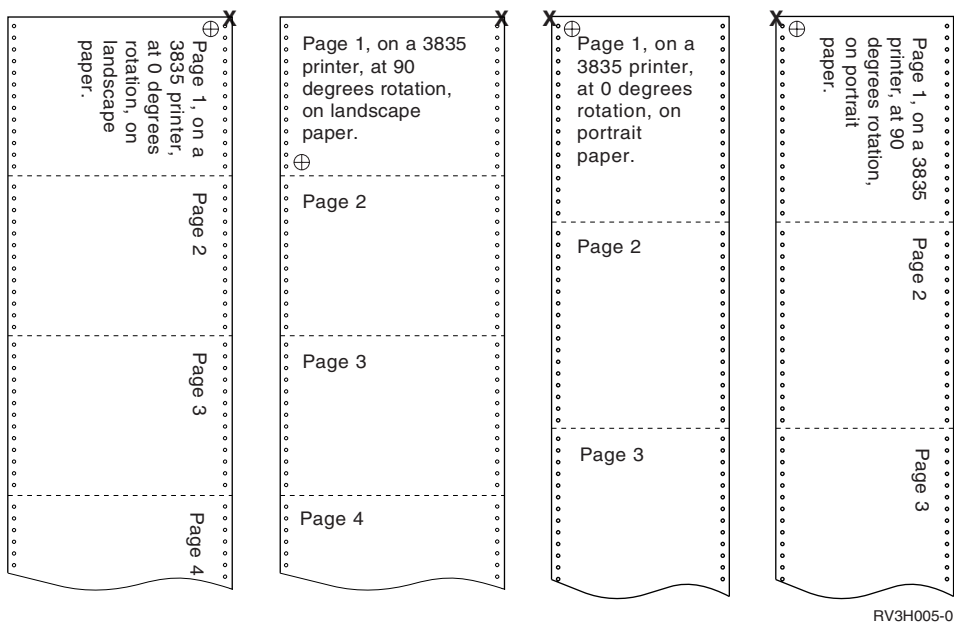 X
Page 1, on a
3835 printer,
at 0 degrees
rotation, on
landscape
paper.
Page 2
Page 3
Page 4
X
Page 1, on a 3835
printer, at 90
degrees rotation,
on landscape
paper.
Page 2
Page 3
Page 4
X
Page 1, on a
3835 printer,
at 0 degrees
rotation, on
portrait
paper.
Page 2
Page 3
X
Page 1, on a 3835
printer, at 90
degrees rotation,
on portrait
paper.
Page 2
Page 3
RV3H005-0